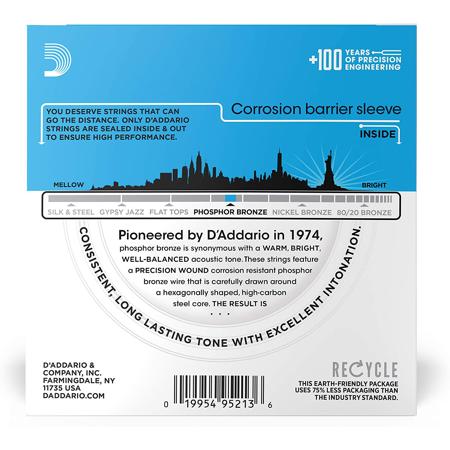 +100 YEARS
OF PRECISION
ENGINEERING
YOU DESERVE STRINGS THAT CAN
GO THE DISTANCE. ONLY D'ADDARIO
STRINGS ARE SEALED INSIDE & OUT
TO ENSURE HIGH PERFORMANCE.
Corrosion barrier sleeve
INSIDE
MELLOW
BRIGHT
SILK & STEEL
GYPSY JAZZ
FLAT TOPS
PHOSPHOR BRONZE
NICKEL BRONZE
80/20 BRONZE
Pioneered by D'Addario in 1974,
phosphor bronze is synonymous with a WARM, BRIGHT,
WELL-BALANCED acoustic tone. These strings feature
a PRECISION WOUND corrosion resistant phosphor
bronze wire that is carefully drawn around
a hexagonally shaped, high-carbon
steel core. THE RESULT IS . . .
CONSISTENT, LONG LASTING TONE WITH EXCELLENT INTONATION.
D'ADDARIO &
COMPANY, INC.
FARMINGDALE, NY
11735 USA
DADDARIO.COM
0 19954 95213 6
RECYCLE
THIS EARTH-FRIENDLY PACKAGE
USES 75% LESS PACKAGING THAN
THE INDUSTRY STANDARD.